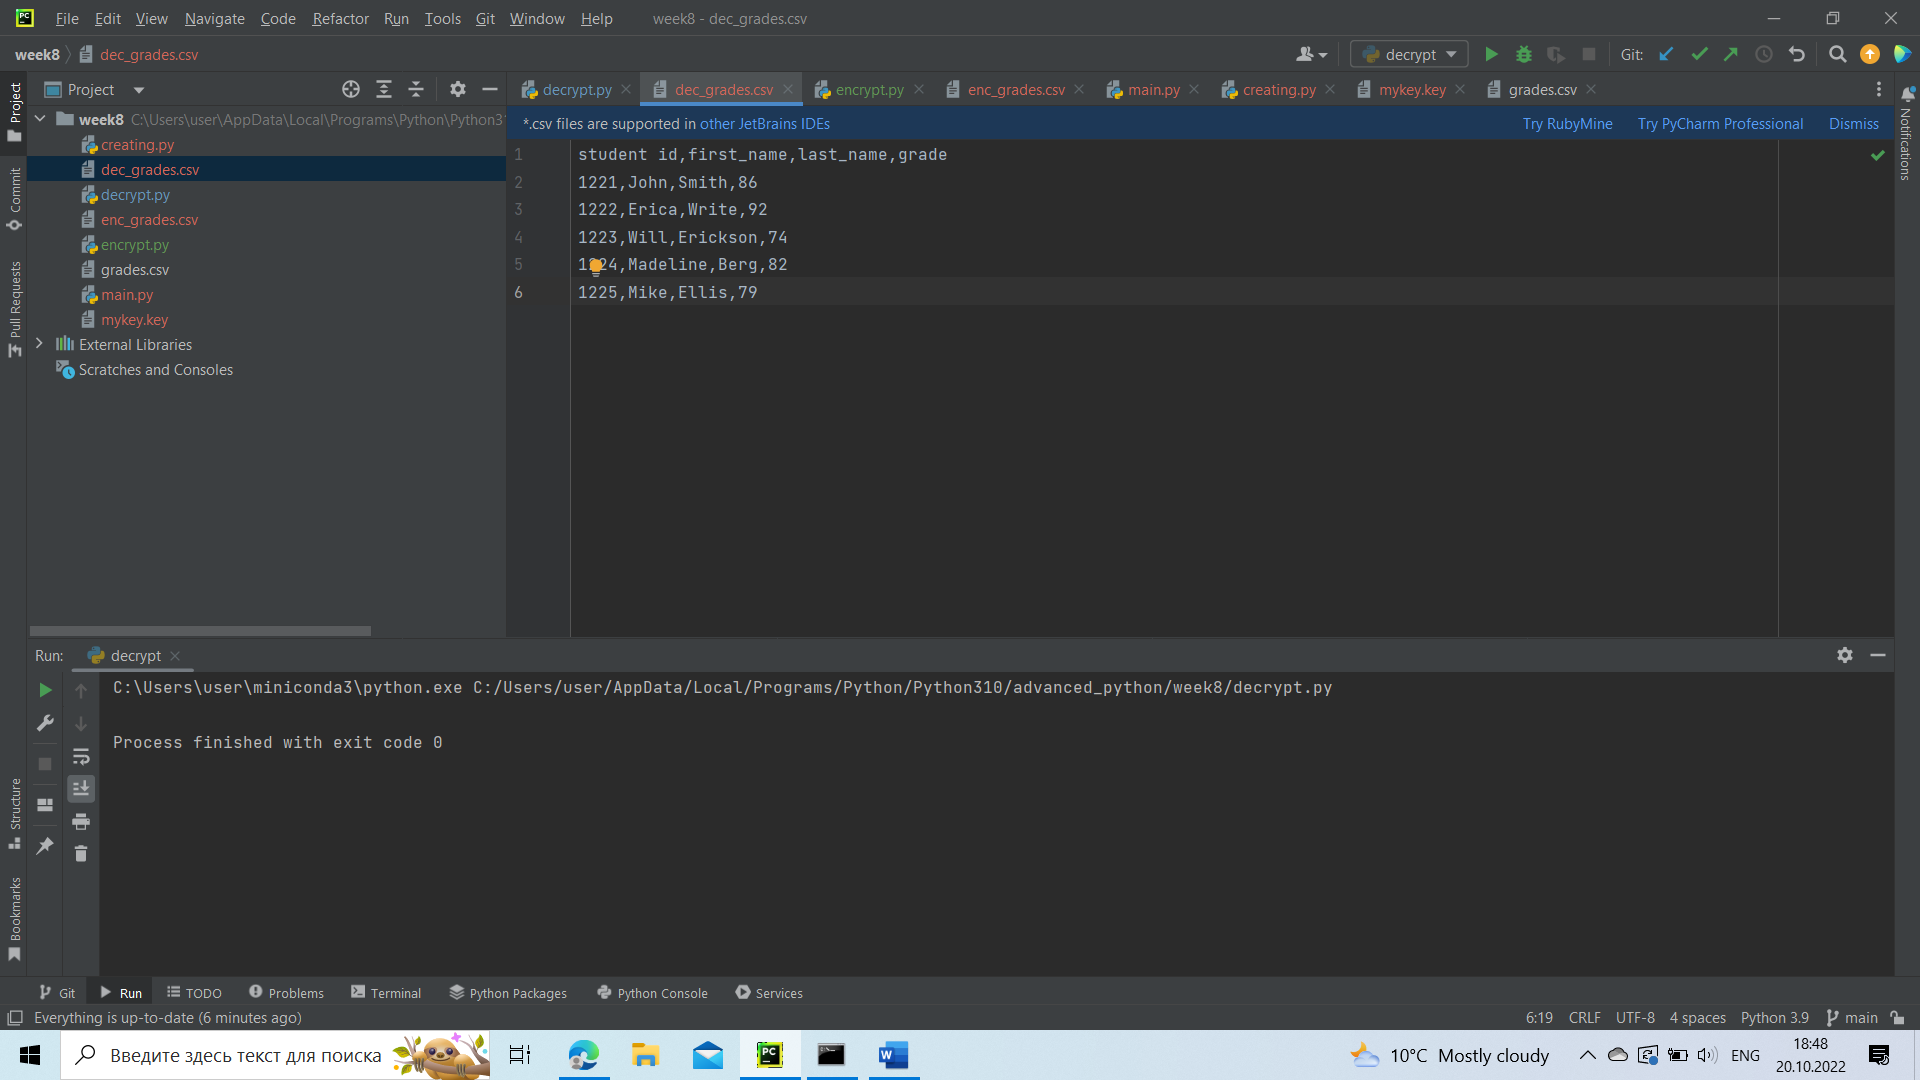 PC File Edit View Navigate Code Refactor Run Tools Git Window Help week8 - dec_grades.csv
week8 dec_grades.csv decrypt Git:
Project decrypt.py dec_grades.csv encrypt.py enc_grades.csv main.py creating.py mykey.key grades.csv
*.csv files are supported in other JetBrains IDEs Try RubyMine Try PyCharm Professional Dismiss
week8 C:\Users\user\AppData\Local\Programs\Python\Python3
creating.py
dec_grades.csv
decrypt.py
enc_grades.csv
encrypt.py
grades.csv
main.py
mykey.key
External Libraries
Scratches and Consoles
1 student id,first_name,last_name,grade
2 1221,John,Smith,86
3 1222,Erica,Write,92
4 1223,Will,Erickson,74
5 1224,Madeline,Berg,82
6 1225,Mike,Ellis,79
Project
Commit
Pull Requests
Notifications
Run: decrypt
C:\Users\user\miniconda3\python.exe C:/Users/user/AppData/Local/Programs/Python/Python310/advanced_python/week8/decrypt.py
Process finished with exit code 0
Structure
Bookmarks
Git Run TODO Problems Terminal Python Packages Python Console Services
Everything is up-to-date (6 minutes ago) 6:19 CRLF UTF-8 4 spaces Python 3.9 main
Введите здесь текст для поиска PC W 10°C Mostly cloudy ENG 18:48
20.10.2022